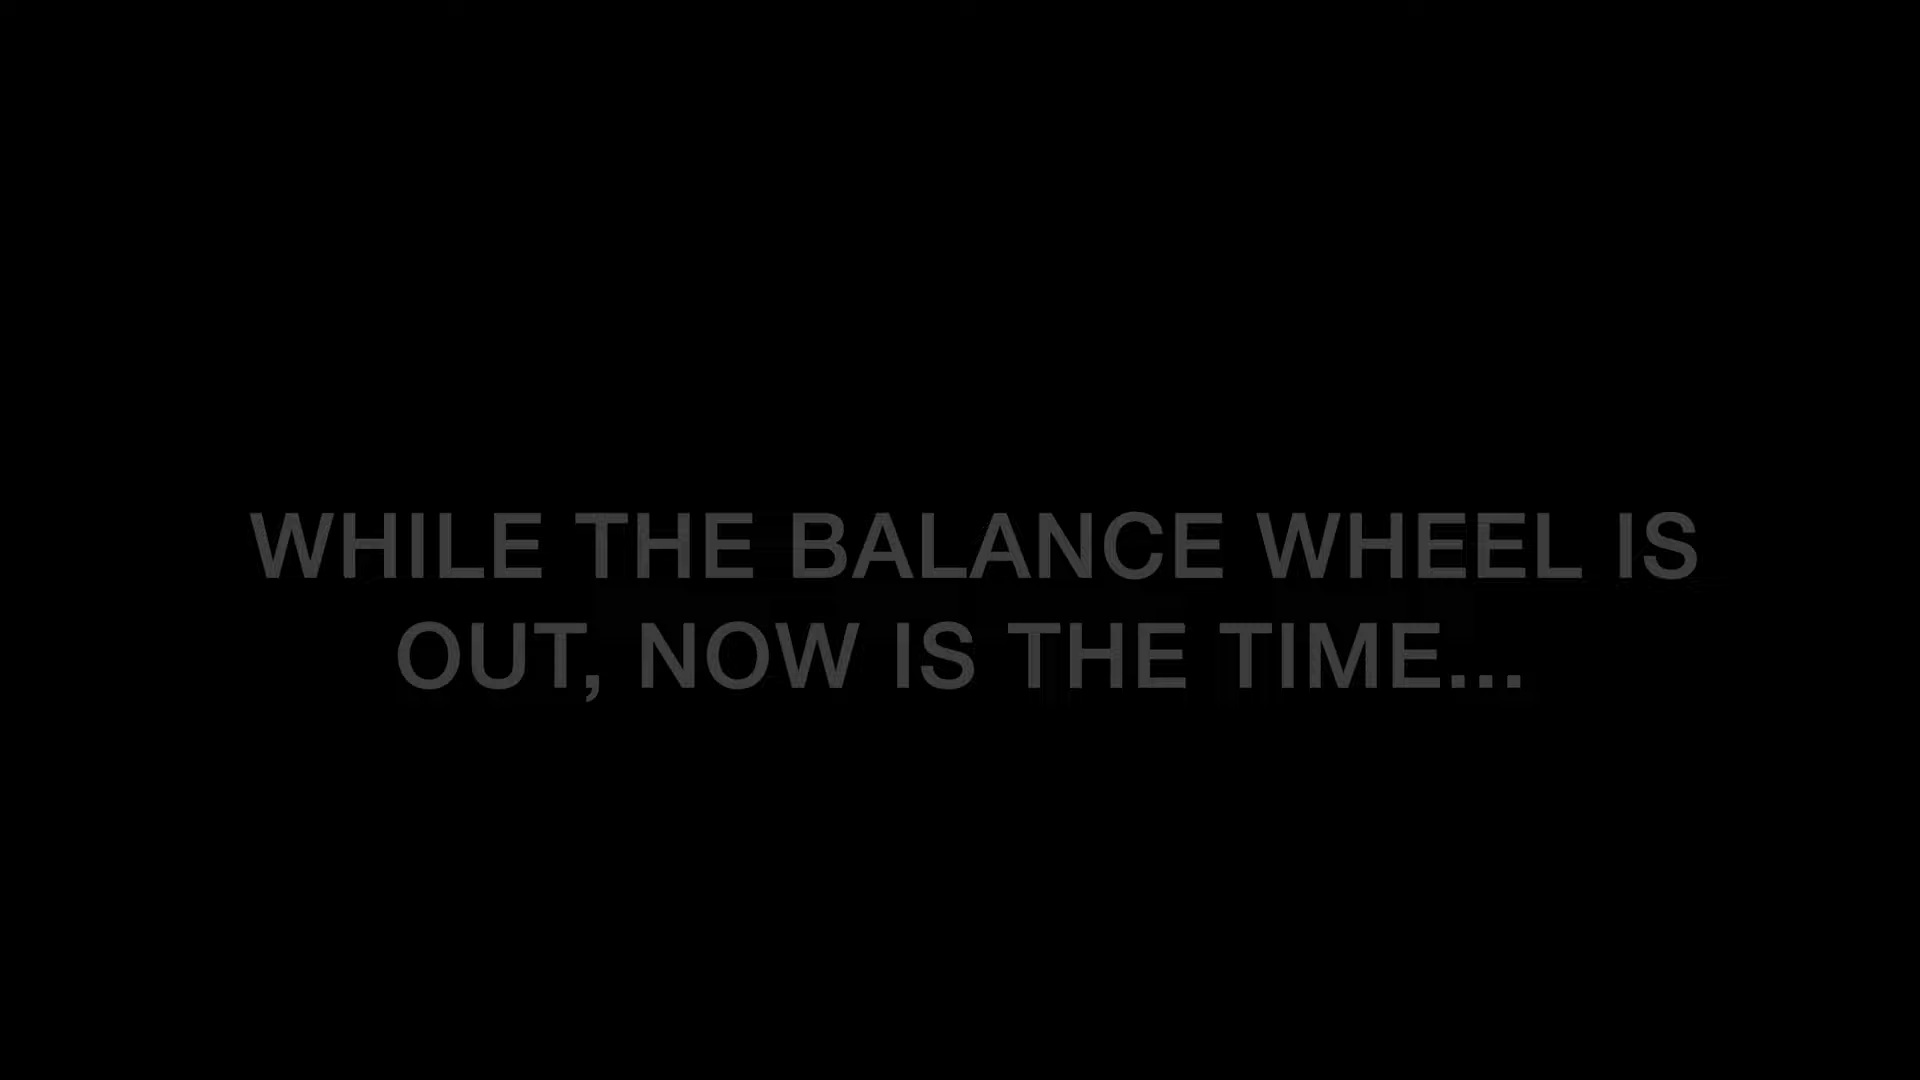 WHILE THE BALANCE WHEEL IS
OUT, NOW IS THE TIME...